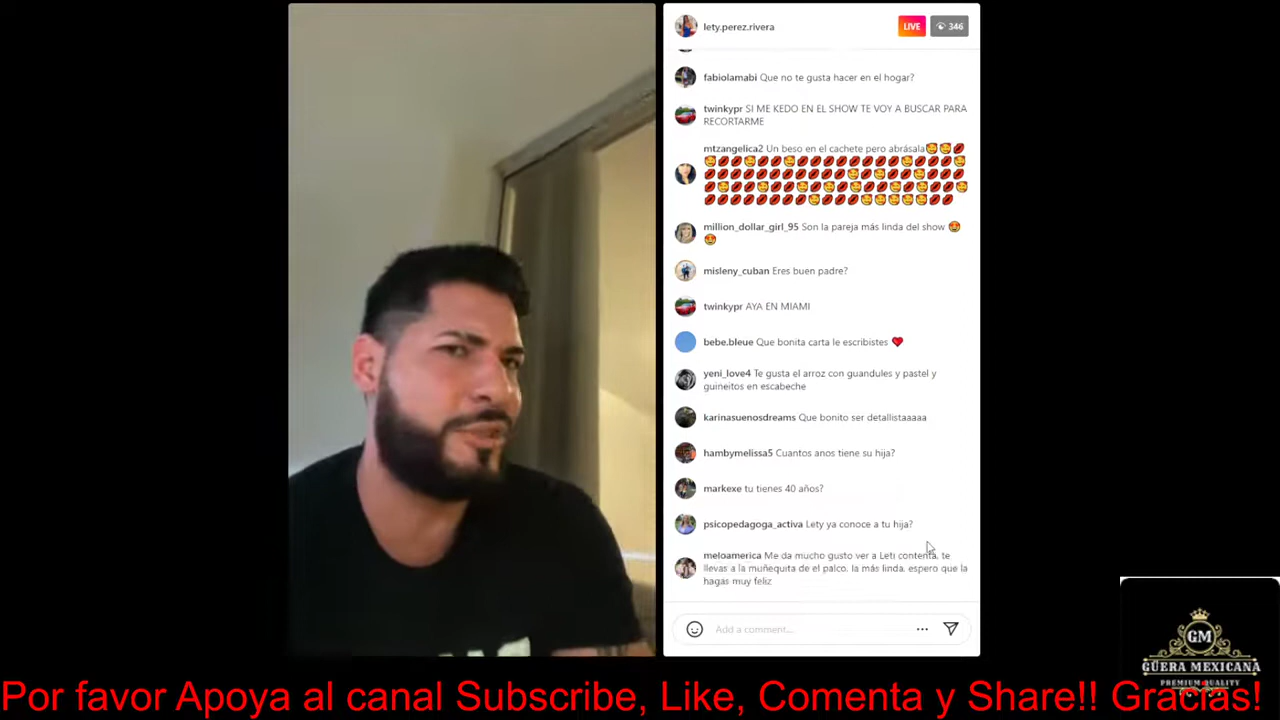 lety.perez.rivera LIVE 346
fabiolamabi Que no te gusta hacer en el hogar?
twinkypr SI ME KEDO EN EL SHOW TE VOY A BUSCAR PARA
RECORTARME
mtzangelica2 Un beso en el cachete pero abrásala🥰🥰💋
🥰💋💋🥰💋💋🥰💋💋💋💋💋💋💋💋🥰💋💋💋🥰
💋💋💋💋💋💋💋💋💋💋💋🥰💋🥰💋💋🥰💋💋💋
💋🥰💋💋🥰💋💋🥰💋🥰💋🥰💋💋🥰💋🥰💋💋🥰
💋💋💋💋💋💋💋💋🥰💋💋💋🥰🥰🥰🥰🥰💋💋
million_dollar_girl_95 Son la pareja más linda del show 😍
😍
misleny_cuban Eres buen padre?
twinkypr AYA EN MIAMI
bebe.bleue Que bonita carta le escribistes ❤️
yeni_love4 Te gusta el arroz con guandules y pastel y
guineitos en escabeche
karinasuenosdreams Que bonito ser detallistaaaaa
hambymelissa5 Cuantos anos tiene su hija?
markexe tu tienes 40 años?
psicopedagoga_activa Lety ya conoce a tu hija?
meloamerica Me da mucho gusto ver a Leti contenta, te
llevas a la muñequita de el palco, la más linda, espero que la
hagas muy feliz
Add a comment...
GM
GÜERA MEXICANA
PREMIUM QUALITY
Por favor Apoya al canal Subscribe, Like, Comenta y Share!! Gracias!